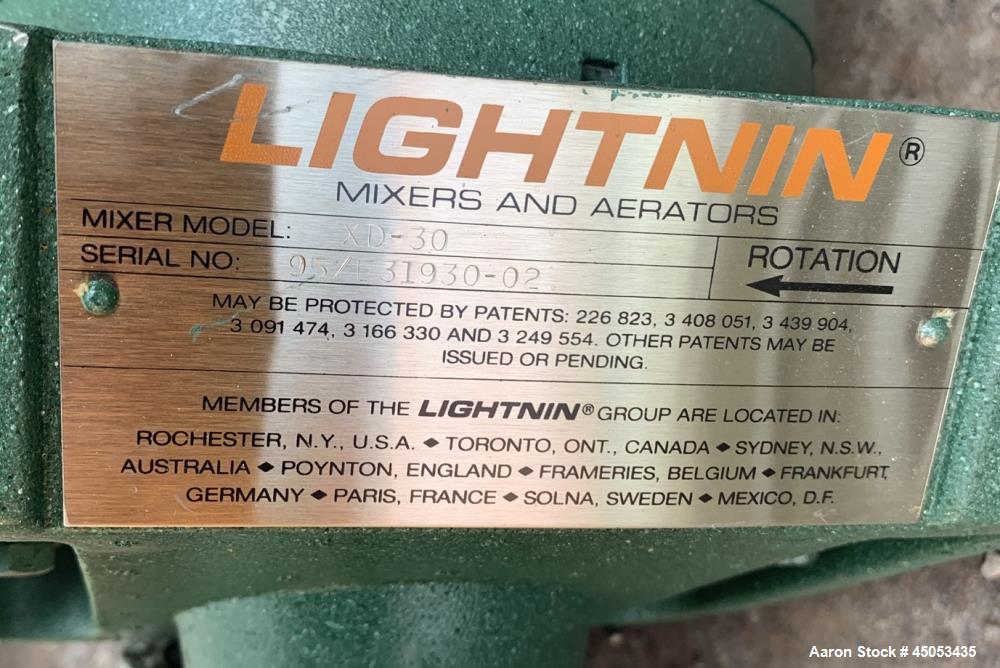 LIGHTNIN®
MIXERS AND AERATORS
MIXER MODEL: XD-30
SERIAL NO: 95/L31930-02
ROTATION
MAY BE PROTECTED BY PATENTS: 226 823, 3 408 051, 3 439 904,
3 091 474, 3 166 330 AND 3 249 554. OTHER PATENTS MAY BE
ISSUED OR PENDING.
MEMBERS OF THE LIGHTNIN® GROUP ARE LOCATED IN:
ROCHESTER, N.Y., U.S.A. ◆ TORONTO, ONT., CANADA ◆ SYDNEY, N.S.W.,
AUSTRALIA ◆ POYNTON, ENGLAND ◆ FRAMERIES, BELGIUM ◆ FRANKFURT,
GERMANY ◆ PARIS, FRANCE ◆ SOLNA, SWEDEN ◆ MEXICO, D.F.
Aaron Stock # 45053435